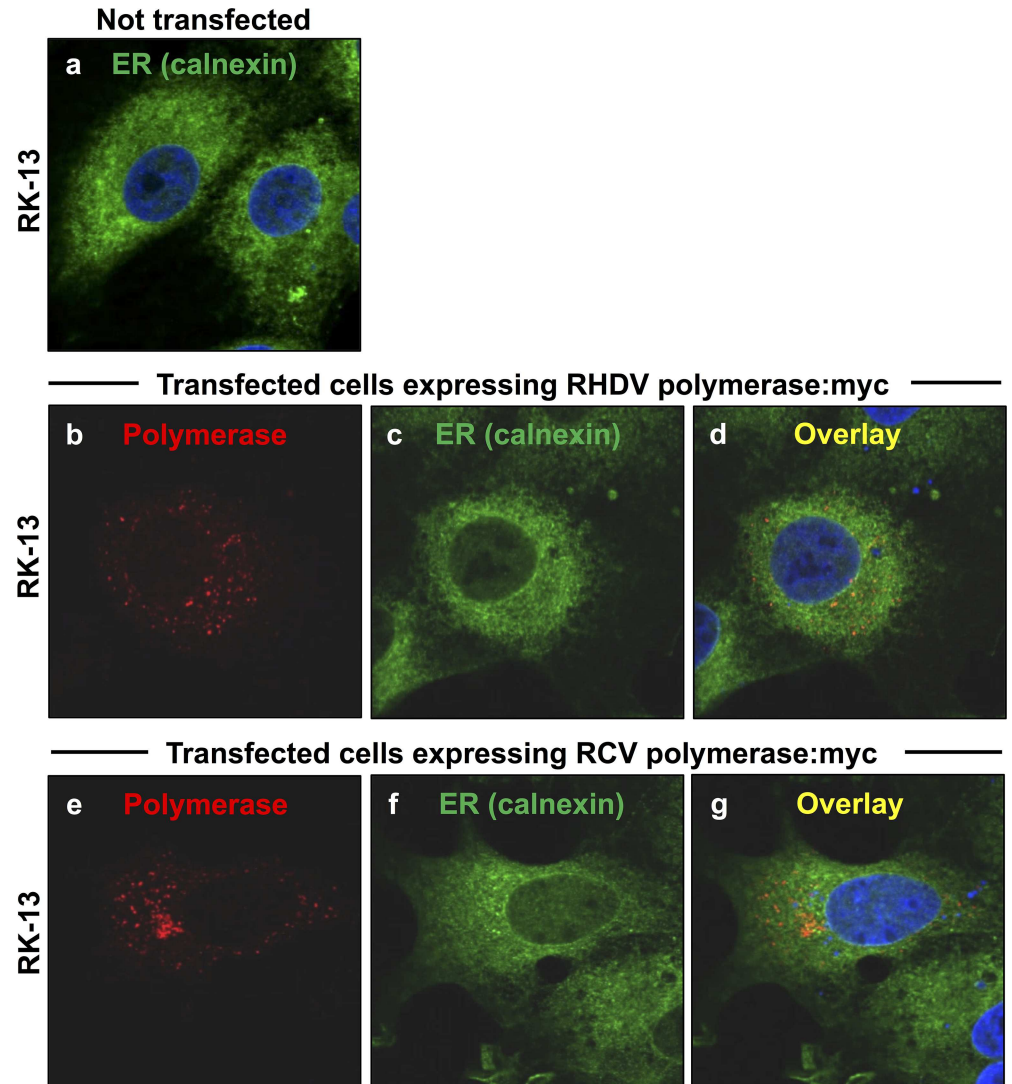 Not transfected
a ER (calnexin)
RK-13
Transfected cells expressing RHDV polymerase:myc
b Polymerase
c ER (calnexin)
d Overlay
RK-13
Transfected cells expressing RCV polymerase:myc
e Polymerase
f ER (calnexin)
g Overlay
RK-13